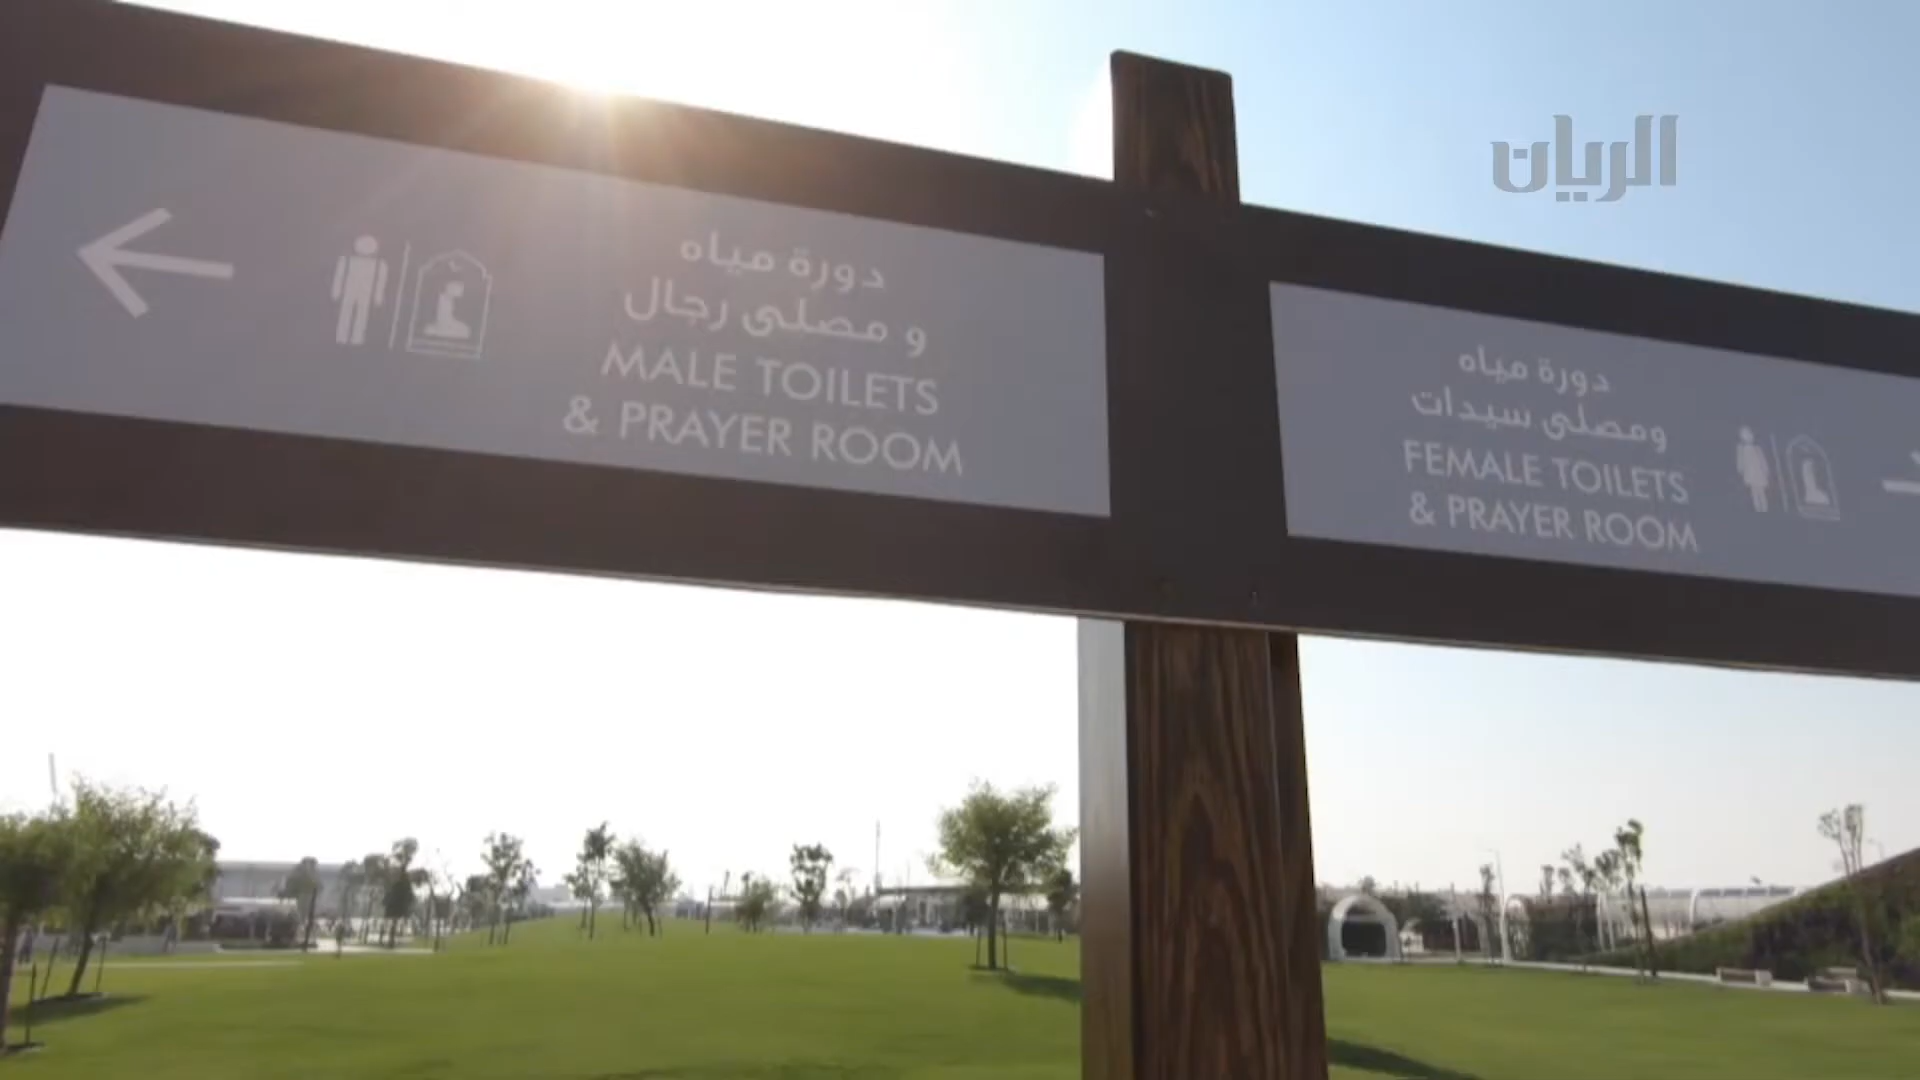 الريان
دورة مياه
و مصلى رجال
MALE TOILETS
& PRAYER ROOM
دورة مياه
ومصلى سيدات
FEMALE TOILETS
& PRAYER ROOM